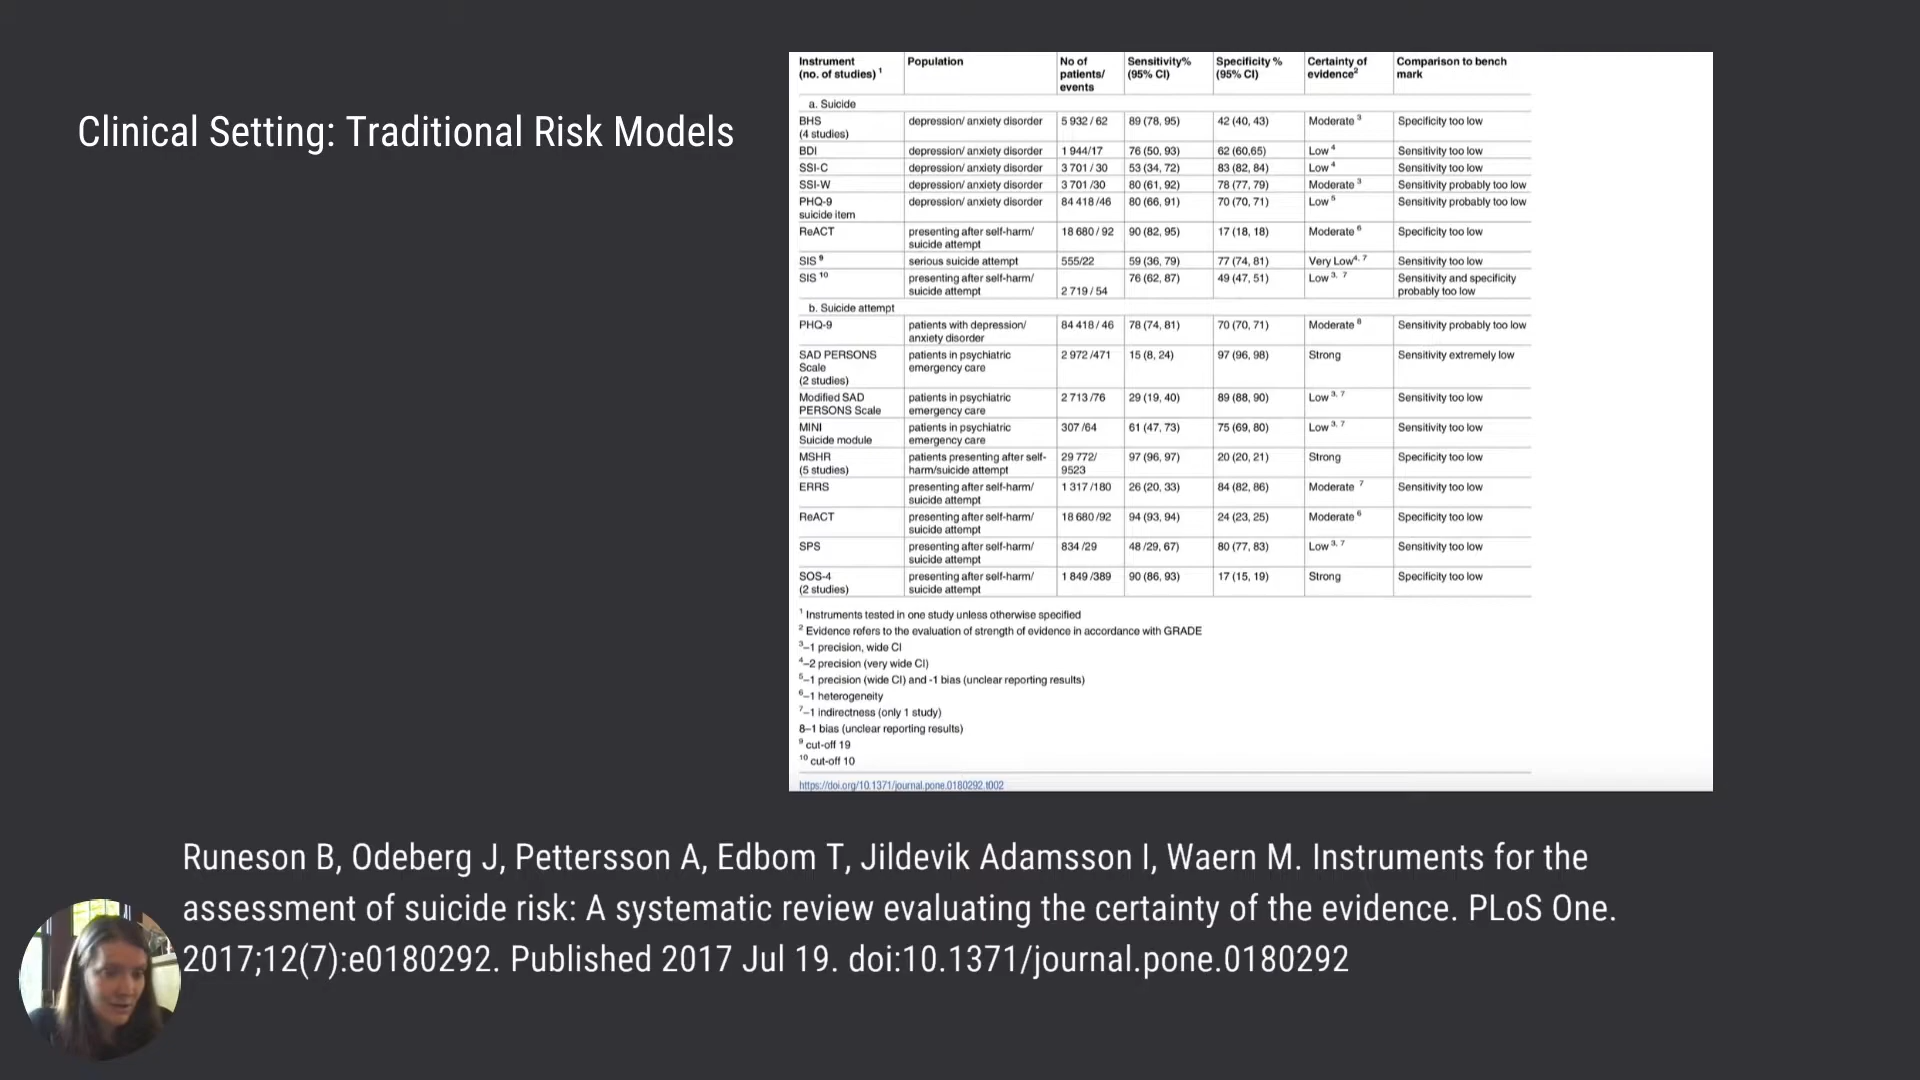 Clinical Setting: Traditional Risk Models
Instrument (no. of studies) 1 Population No of patients/ events Sensitivity% (95% CI) Specificity % (95% CI) Certainty of evidence2 Comparison to bench mark
a. Suicide
BHS (4 studies) depression/ anxiety disorder 5 932 / 62 89 (78, 95) 42 (40, 43) Moderate 3 Specificity too low
BDI depression/ anxiety disorder 1 944/17 76 (50, 93) 62 (60,65) Low 4 Sensitivity too low
SSI-C depression/ anxiety disorder 3 701 / 30 53 (34, 72) 83 (82, 84) Low 4 Sensitivity too low
SSI-W depression/ anxiety disorder 3 701 /30 80 (61, 92) 78 (77, 79) Moderate 3 Sensitivity probably too low
PHQ-9 suicide item depression/ anxiety disorder 84 418/46 80 (66, 91) 70 (70, 71) Low 5 Sensitivity probably too low
ReACT presenting after self-harm/ suicide attempt 18 680 / 92 90 (82, 95) 17 (18, 18) Moderate 6 Specificity too low
SIS 9 serious suicide attempt 555/22 59 (36, 79) 77 (74, 81) Very Low4, 7 Sensitivity too low
SIS 10 presenting after self-harm/ suicide attempt 2 719 / 54 76 (62, 87) 49 (47, 51) Low 3, 7 Sensitivity and specificity probably too low
b. Suicide attempt
PHQ-9 patients with depression/ anxiety disorder 84 418 / 46 78 (74, 81) 70 (70, 71) Moderate 8 Sensitivity probably too low
SAD PERSONS Scale (2 studies) patients in psychiatric emergency care 2 972 /471 15 (8, 24) 97 (96, 98) Strong Sensitivity extremely low
Modified SAD PERSONS Scale patients in psychiatric emergency care 2 713 /76 29 (19, 40) 89 (88, 90) Low 3, 7 Sensitivity too low
MINI Suicide module patients in psychiatric emergency care 307 /64 61 (47, 73) 75 (69, 80) Low 3, 7 Sensitivity too low
MSHR (5 studies) patients presenting after self-harm/suicide attempt 29 772/ 9523 97 (96, 97) 20 (20, 21) Strong Specificity too low
ERRS presenting after self-harm/ suicide attempt 1 317 /180 26 (20, 33) 84 (82, 86) Moderate 7 Sensitivity too low
ReACT presenting after self-harm/ suicide attempt 18 680 /92 94 (93, 94) 24 (23, 25) Moderate 6 Specificity too low
SPS presenting after self-harm/ suicide attempt 834 /29 48 /29, 67) 80 (77, 83) Low 3, 7 Sensitivity too low
SOS-4 (2 studies) presenting after self-harm/ suicide attempt 1 849 /389 90 (86, 93) 17 (15, 19) Strong Specificity too low
1 Instruments tested in one study unless otherwise specified
2 Evidence refers to the evaluation of strength of evidence in accordance with GRADE
3–1 precision, wide CI
4–2 precision (very wide CI)
5–1 precision (wide CI) and -1 bias (unclear reporting results)
6–1 heterogeneity
7–1 indirectness (only 1 study)
8–1 bias (unclear reporting results)
9 cut-off 19
10 cut-off 10
https://doi.org/10.1371/journal.pone.0180292.t002
Runeson B, Odeberg J, Pettersson A, Edbom T, Jildevik Adamsson I, Waern M. Instruments for the
assessment of suicide risk: A systematic review evaluating the certainty of the evidence. PLoS One.
2017;12(7):e0180292. Published 2017 Jul 19. doi:10.1371/journal.pone.0180292